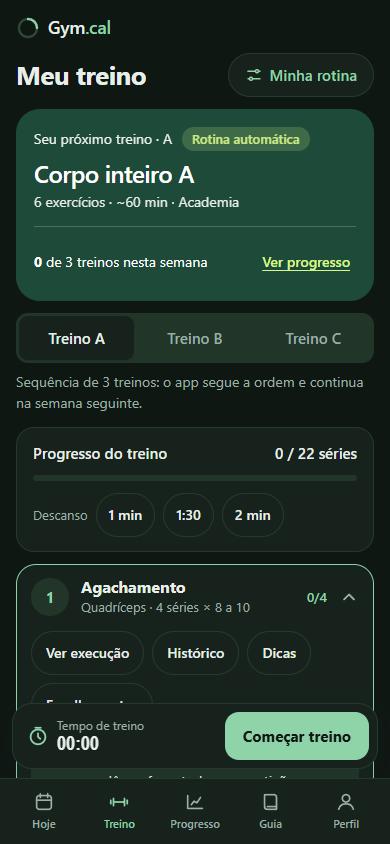 Gym.cal
Meu treino
Minha rotina
Seu próximo treino · A
Rotina automática
Corpo inteiro A
6 exercícios · ~60 min · Academia
0 de 3 treinos nesta semana
Ver progresso
Treino A
Treino B
Treino C
Sequência de 3 treinos: o app segue a ordem e continua
na semana seguinte.
Progresso do treino
0 / 22 séries
Descanso
1 min
1:30
2 min
1
Agachamento
Quadríceps · 4 séries × 8 a 10
0/4
Ver execução
Histórico
Dicas
Tempo de treino
00:00
Começar treino
Hoje
Treino
Progresso
Guia
Perfil